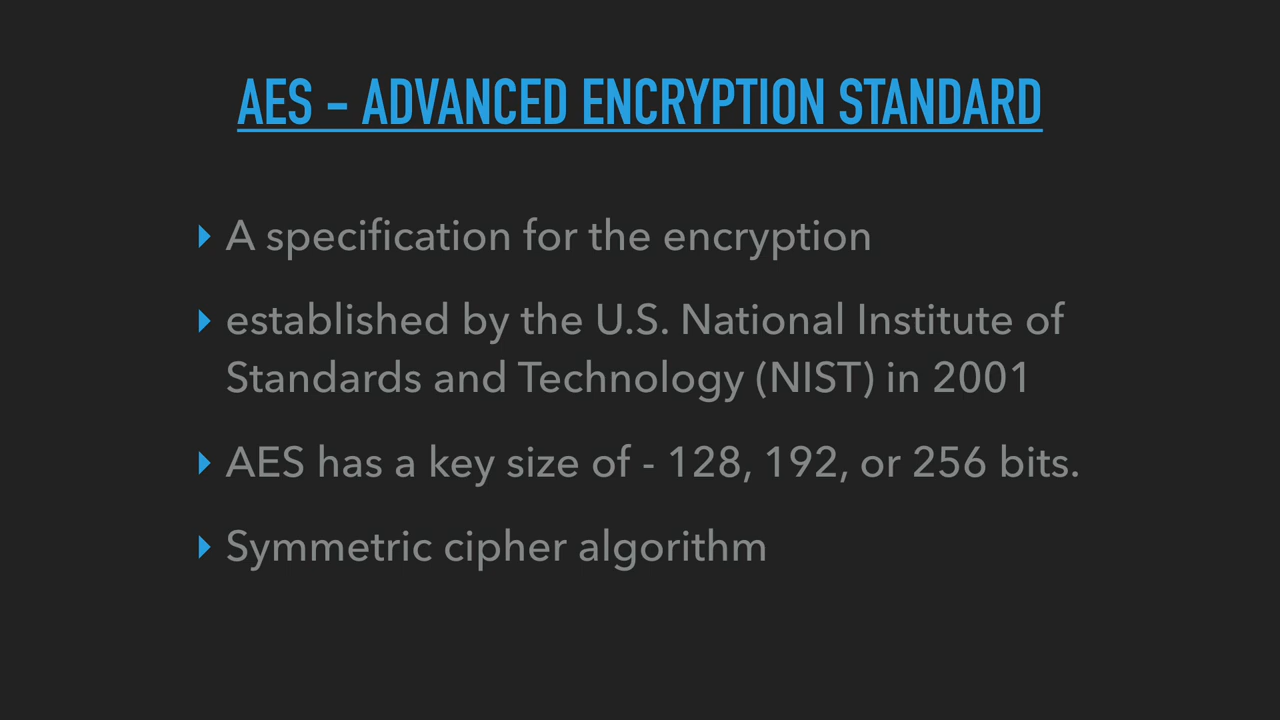 AES - ADVANCED ENCRYPTION STANDARD
A specification for the encryption
established by the U.S. National Institute of
Standards and Technology (NIST) in 2001
AES has a key size of - 128, 192, or 256 bits.
Symmetric cipher algorithm